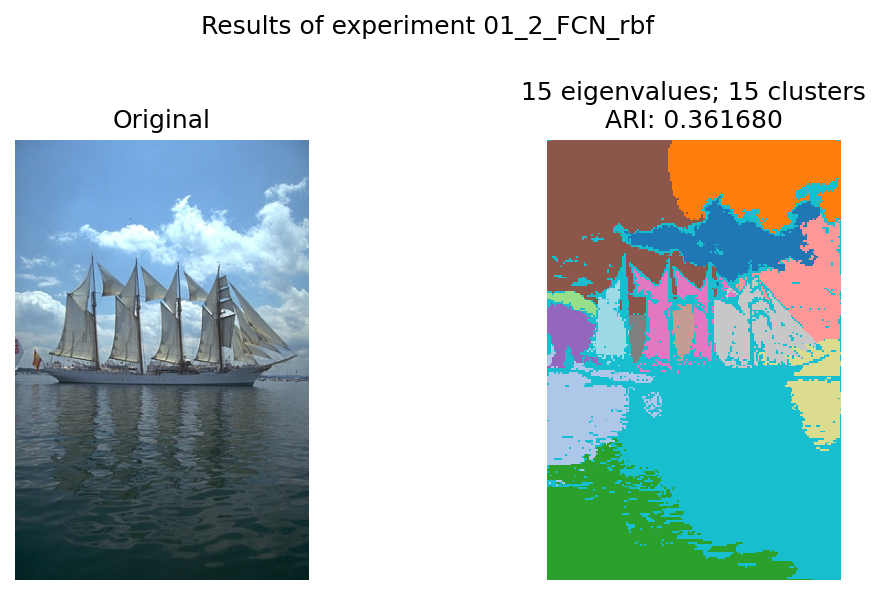 Results of experiment 01_2_FCN_rbf
Original
15 eigenvalues; 15 clusters
ARI: 0.361680